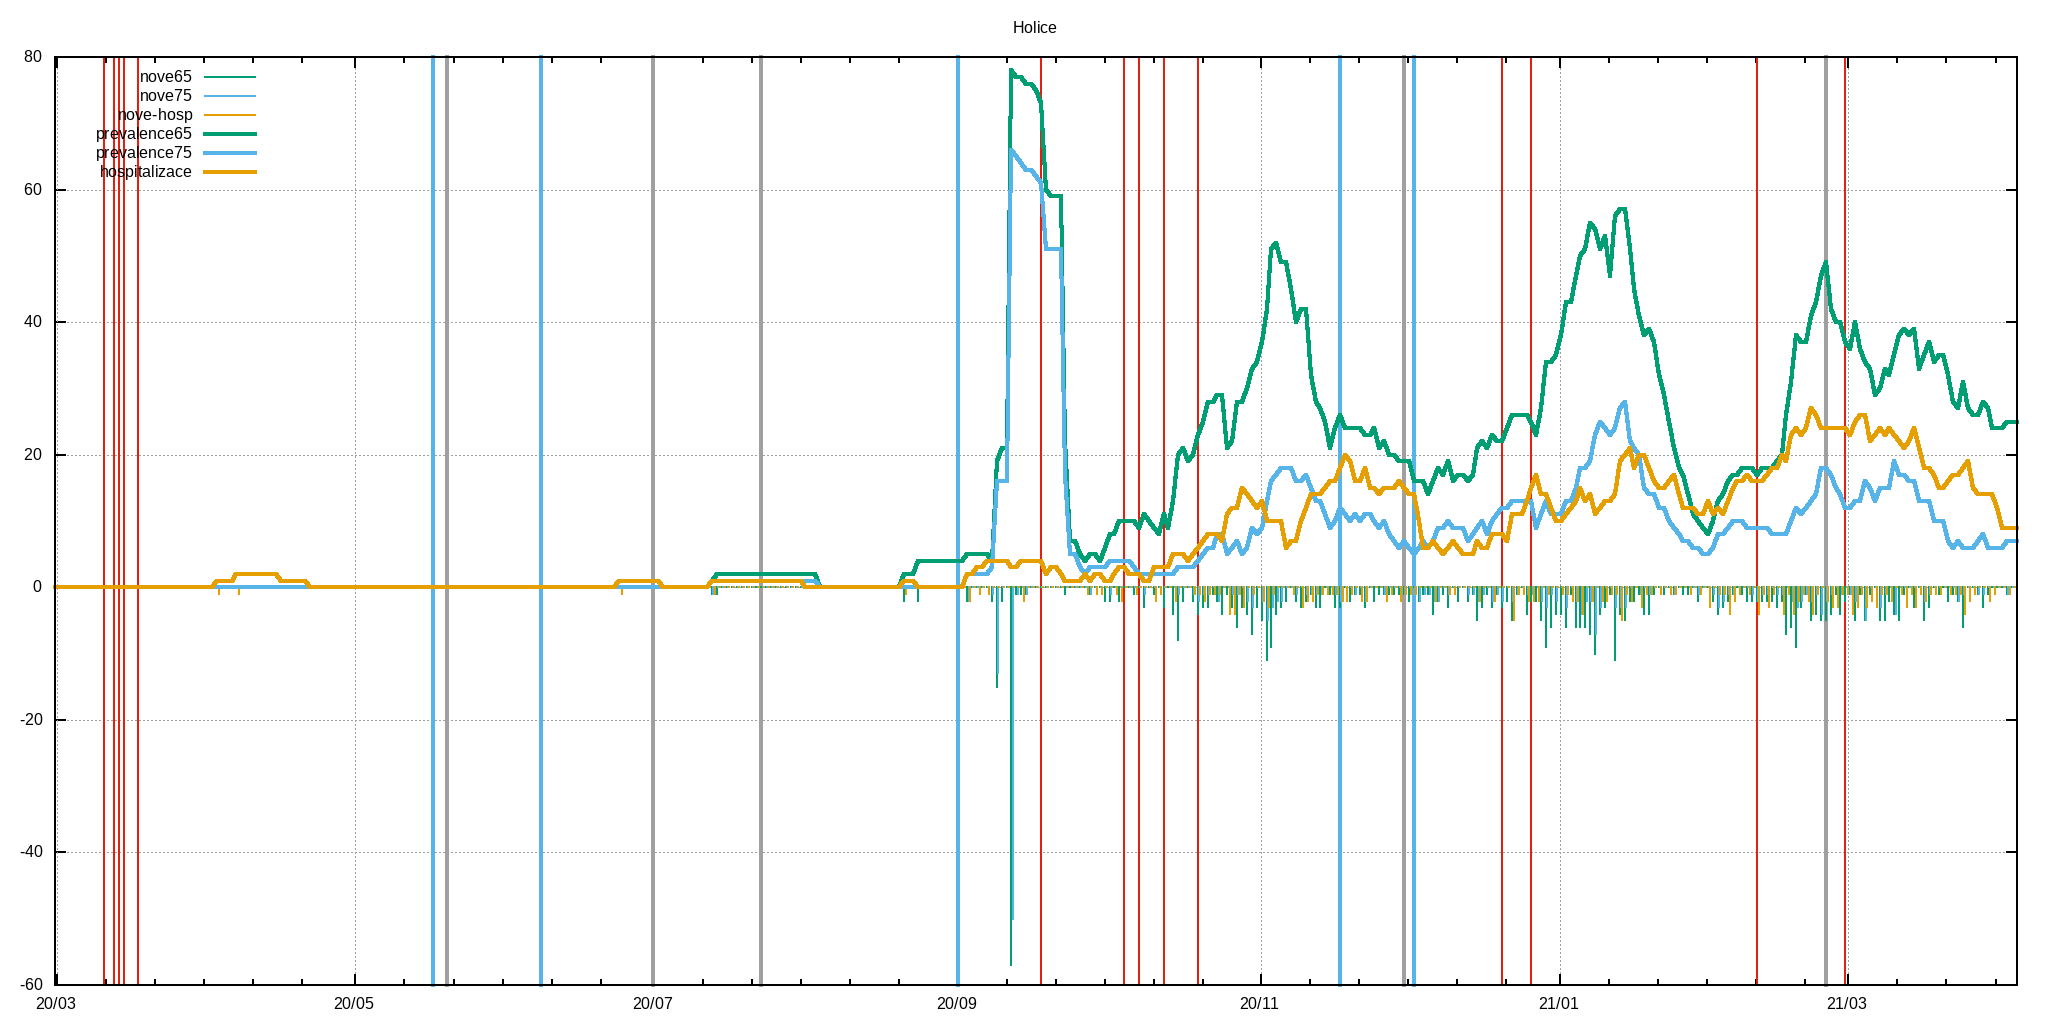 Holice
80
60
40
20
0
-20
-40
-60
nove65
nove75
nove-hosp
prevalence65
prevalence75
hospitalizace
20/03 20/05 20/07 20/09 20/11 21/01 21/03